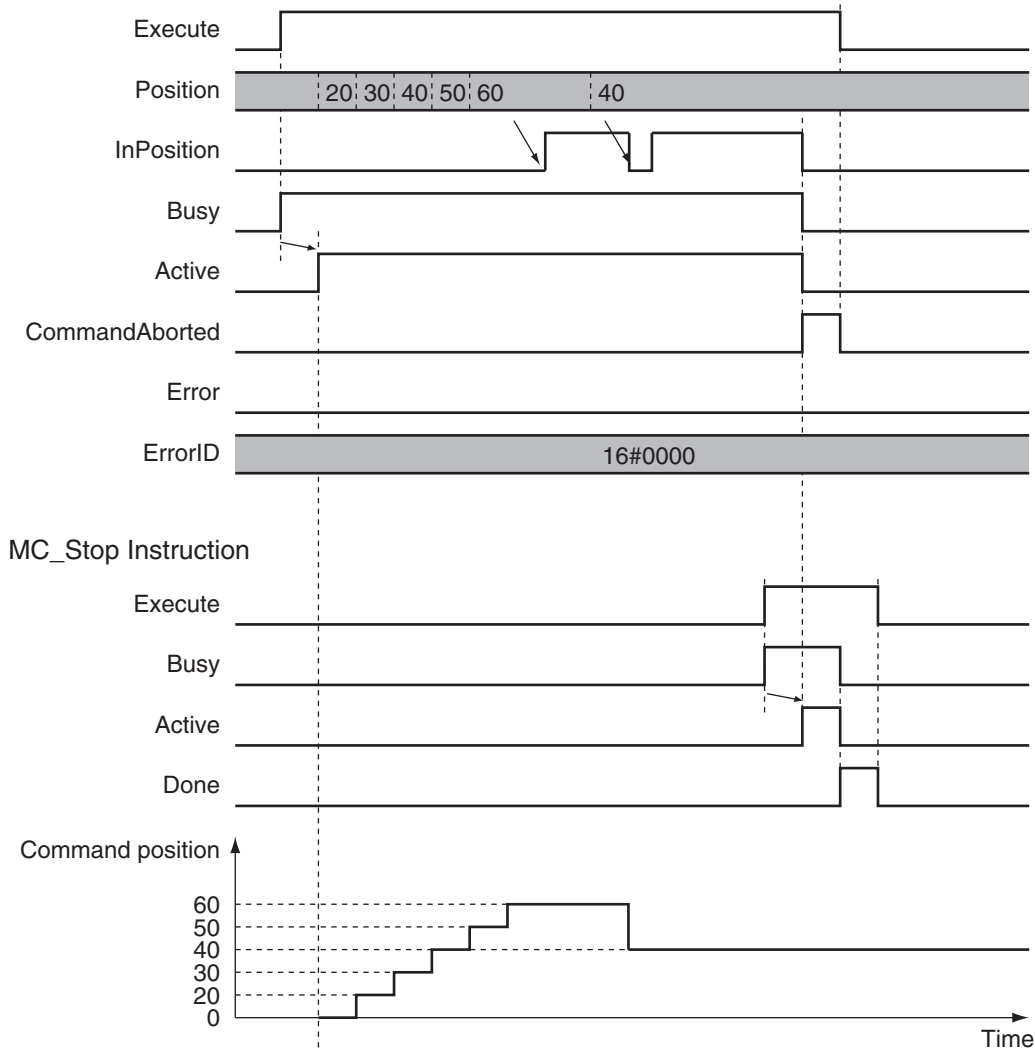 Execute
Position
20 30 40 50 60 40
InPosition
Busy
Active
CommandAborted
Error
ErrorID
16#0000
MC_Stop Instruction
Execute
Busy
Active
Done
Command position
60
50
40
30
20
0
Time